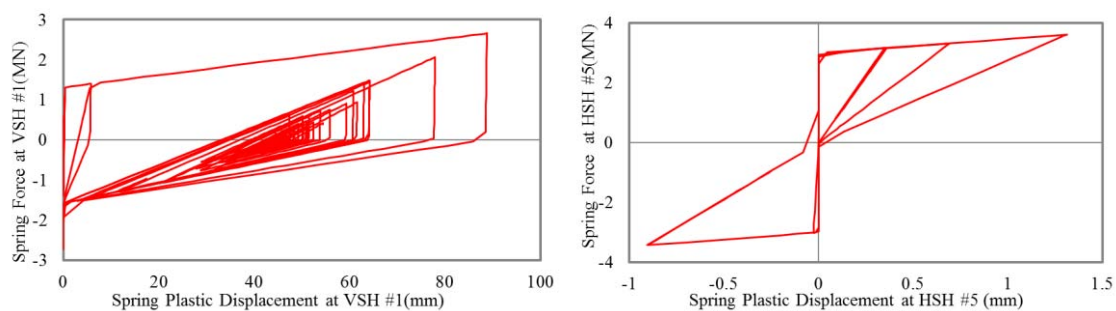 Spring Force at VSH #1(MN)
3
2
1
0
-1
-2
-3
0 20 40 60 80 100
Spring Plastic Displacement at VSH #1(mm)
Spring Force at HSH #5(MN)
4
2
0
-2
-4
-1 -0.5 0 0.5 1 1.5
Spring Plastic Displacement at HSH #5 (mm)